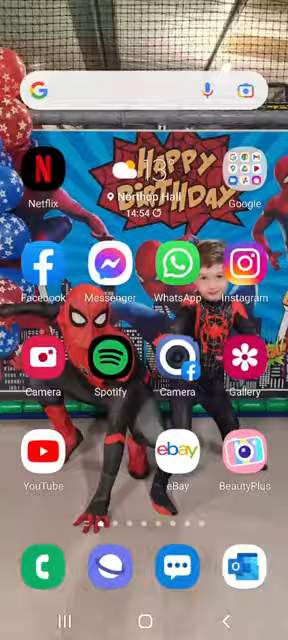 HAPPY
BIRTHDAY
13°
Northop Hall
14:54
Netflix
Google
Facebook
Messenger
WhatsApp
Instagram
Camera
Spotify
Camera
Gallery
YouTube
ebay
eBay
BeautyPlus